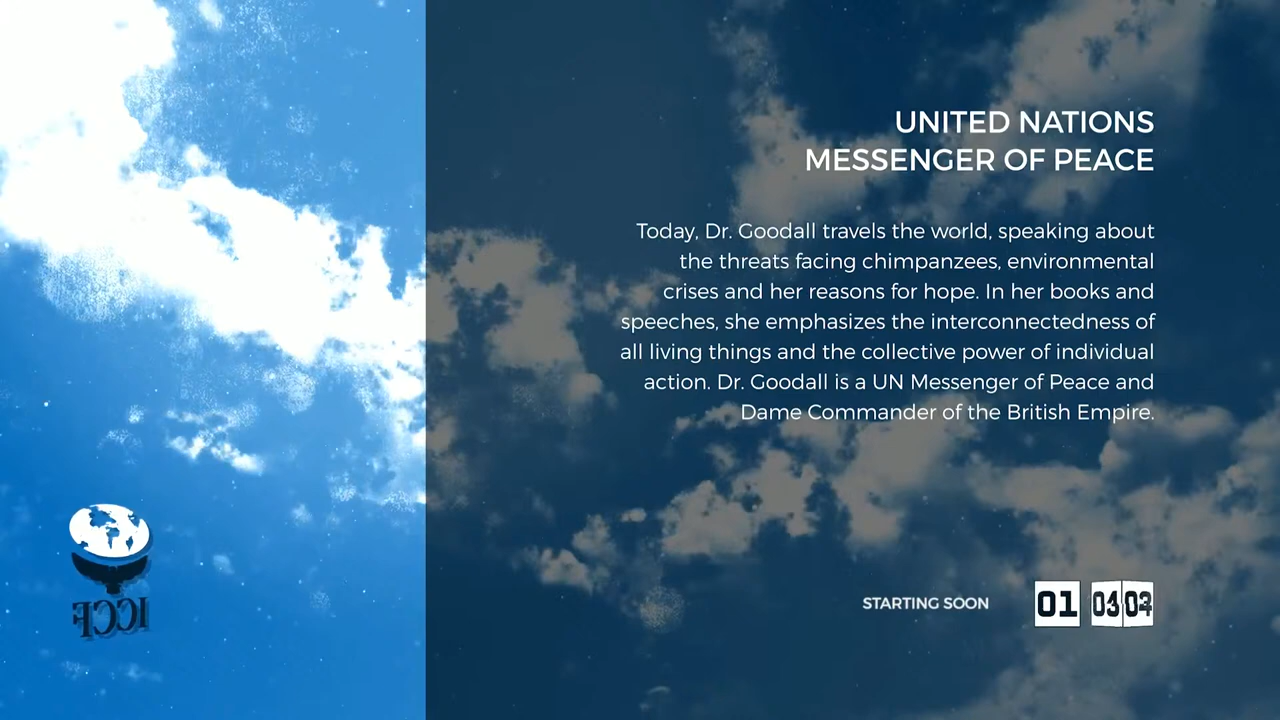 UNITED NATIONS
MESSENGER OF PEACE
Today, Dr. Goodall travels the world, speaking about
the threats facing chimpanzees, environmental
crises and her reasons for hope. In her books and
speeches, she emphasizes the interconnectedness of
all living things and the collective power of individual
action. Dr. Goodall is a UN Messenger of Peace and
Dame Commander of the British Empire.
ICCF
STARTING SOON 01